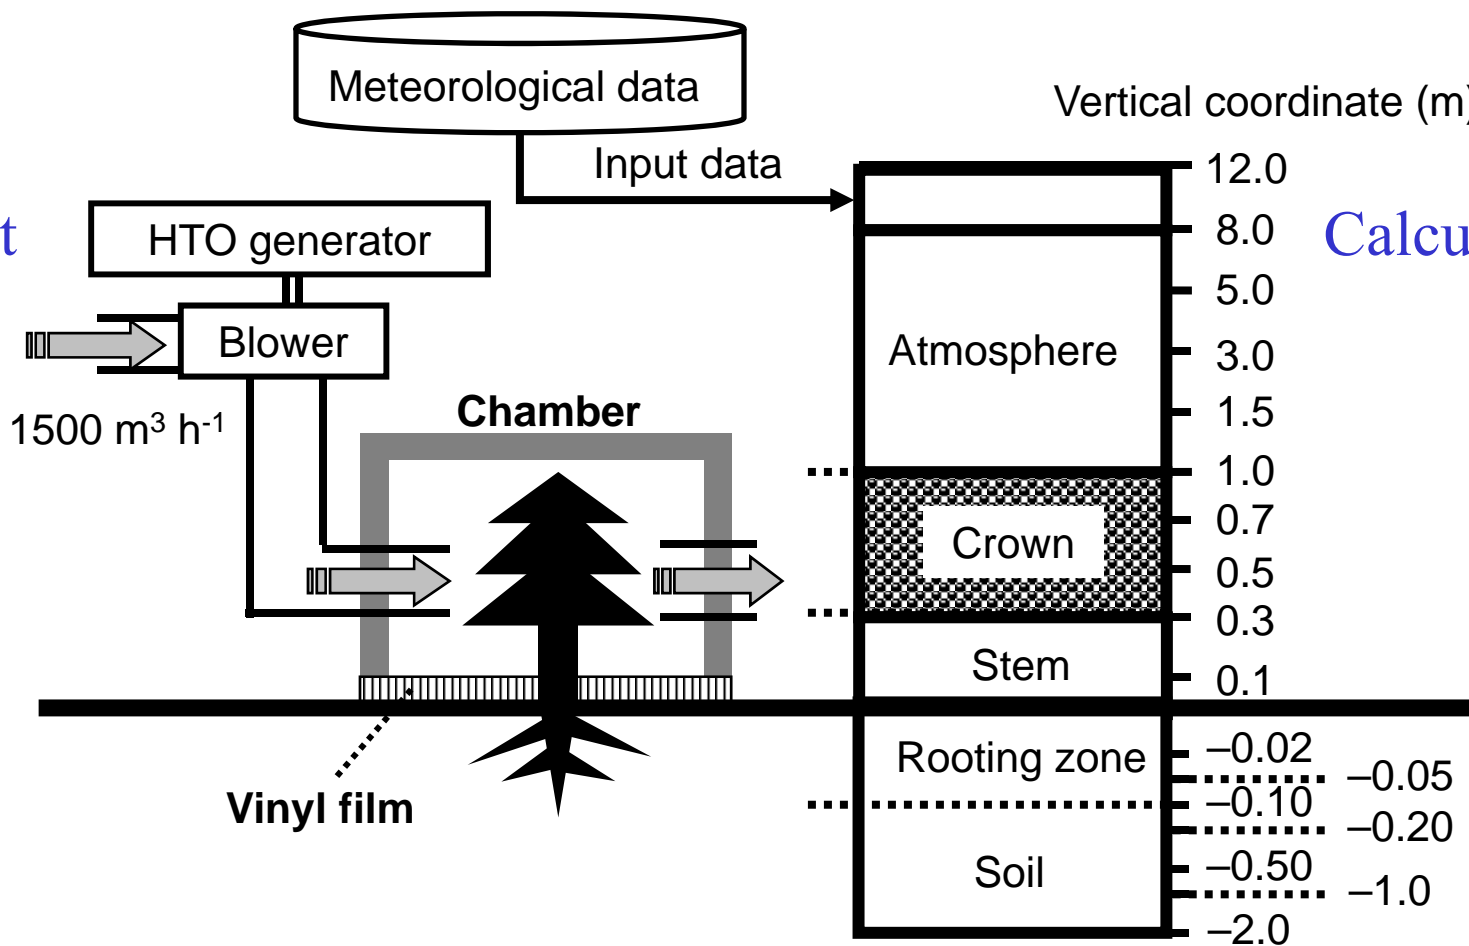 Meteorological data
Vertical coordinate (m)
Input data
12.0
t
HTO generator
8.0
Calcu
5.0
Blower
Atmosphere
3.0
1500 m³ h⁻¹
Chamber
1.5
1.0
0.7
Crown
0.5
0.3
Stem
0.1
Rooting zone
–0.02
–0.05
Vinyl film
–0.10
–0.20
Soil
–0.50
–1.0
–2.0